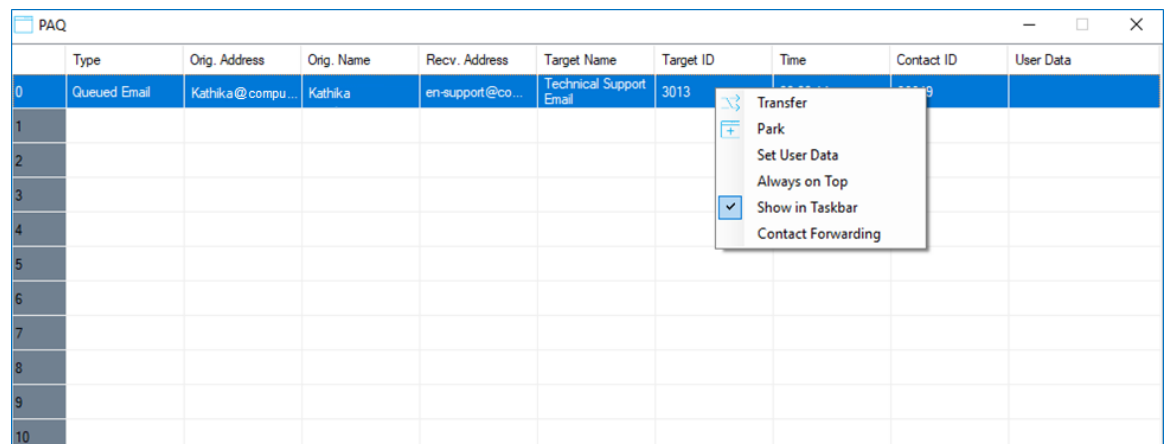 PAQ
Type Orig. Address Orig. Name Recv. Address Target Name Target ID Time Contact ID User Data
0 Queued Email Kathika@compu... Kathika en-support@co... Technical Support Email 3013
Transfer
1 Park
Set User Data
2 Always on Top
3 Show in Taskbar
4 Contact Forwarding
5
6
7
8
9
10